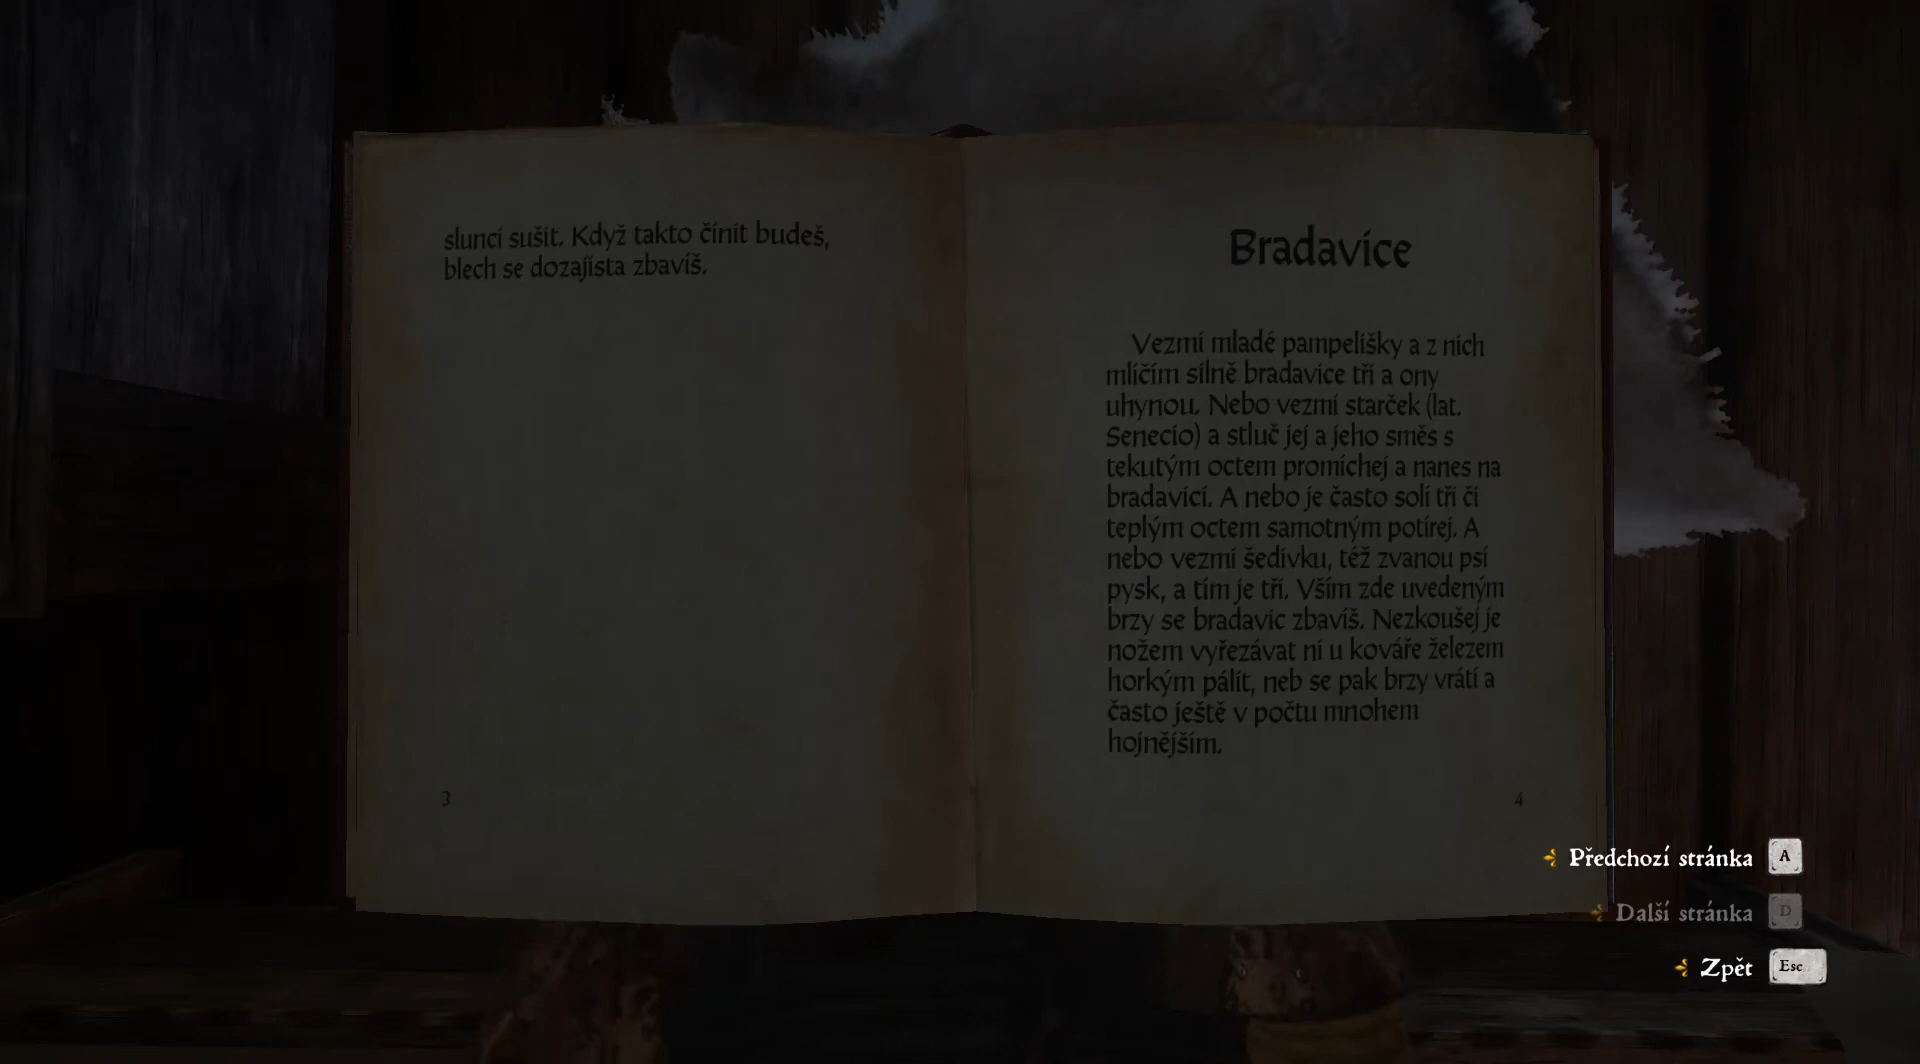 slunci sušit. Když takto činit budeš,
blech se dozajista zbavíš.
3
Bradavice
Vezmi mladé pampelišky a z nich
mlíčím silně bradavice tři a ony
uhynou. Nebo vezmi starček (lat.
Senecio) a stluč jej a jeho směs s
tekutým octem promíchej a nanes na
bradavici. A nebo je často solí tři či
teplým octem samotným potírej. A
nebo vezmi šedivku, též zvanou psí
pysk, a tím je tři. Vším zde uvedeným
brzy se bradavic zbavíš. Nezkoušej je
nožem vyřezávat ni u kováře železem
horkým pálit, neb se pak brzy vrátí a
často ještě v počtu mnohem
hojnějším.
4
Předchozí stránka A
Další stránka D
Zpět Esc